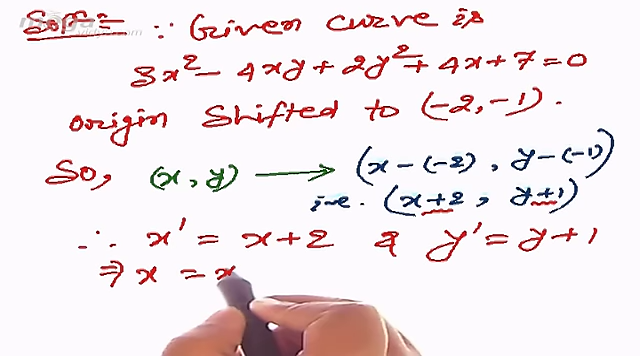 Solⁿ:- ∵ Given curve is
3x² - 4xy + 2y² + 4x + 7 = 0
origin shifted to (-2, -1).
So, (x, y) ⟶ (x-(-2), y-(-1))
i.e. (x+2, y+1)
∴ x' = x+2 & y' = y+1
⇒ x = x